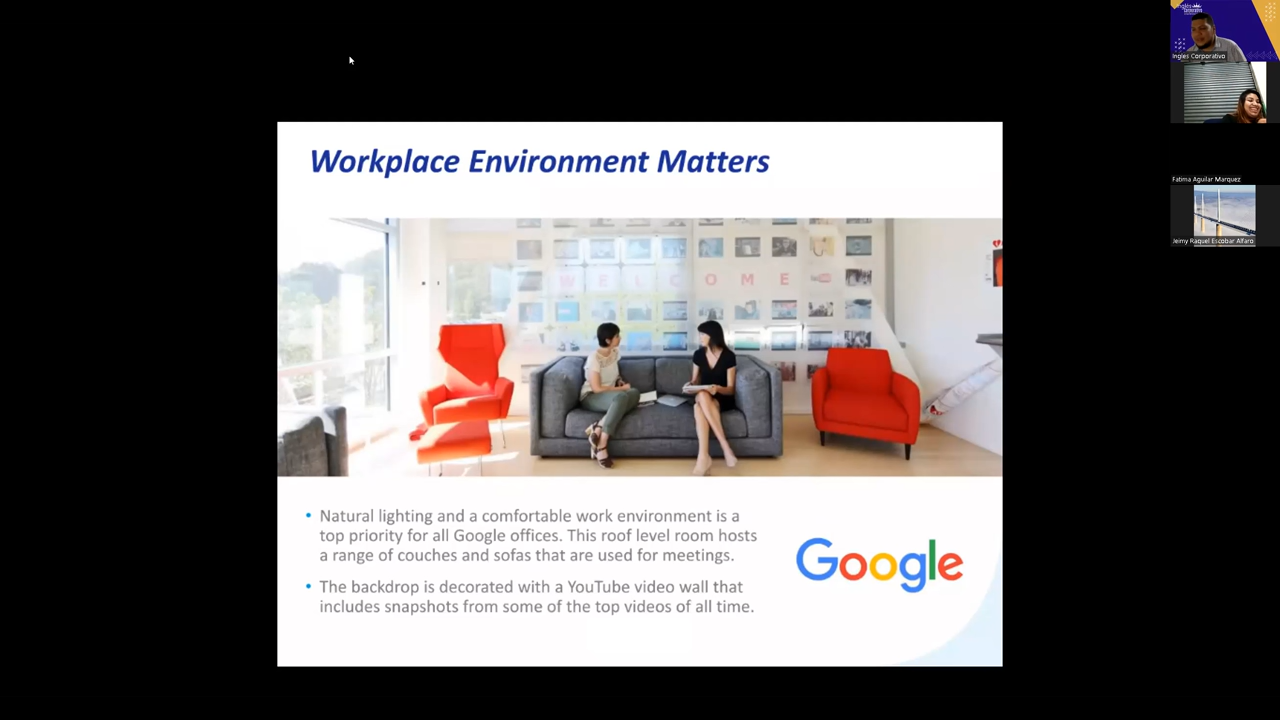 Workplace Environment Matters
WELCOME
• Natural lighting and a comfortable work environment is a
top priority for all Google offices. This roof level room hosts
a range of couches and sofas that are used for meetings.
• The backdrop is decorated with a YouTube video wall that
includes snapshots from some of the top videos of all time.
Google
Ingles Corporativo
Fatima Aguilar Marquez
Jeimy Raquel Escobar Alfaro